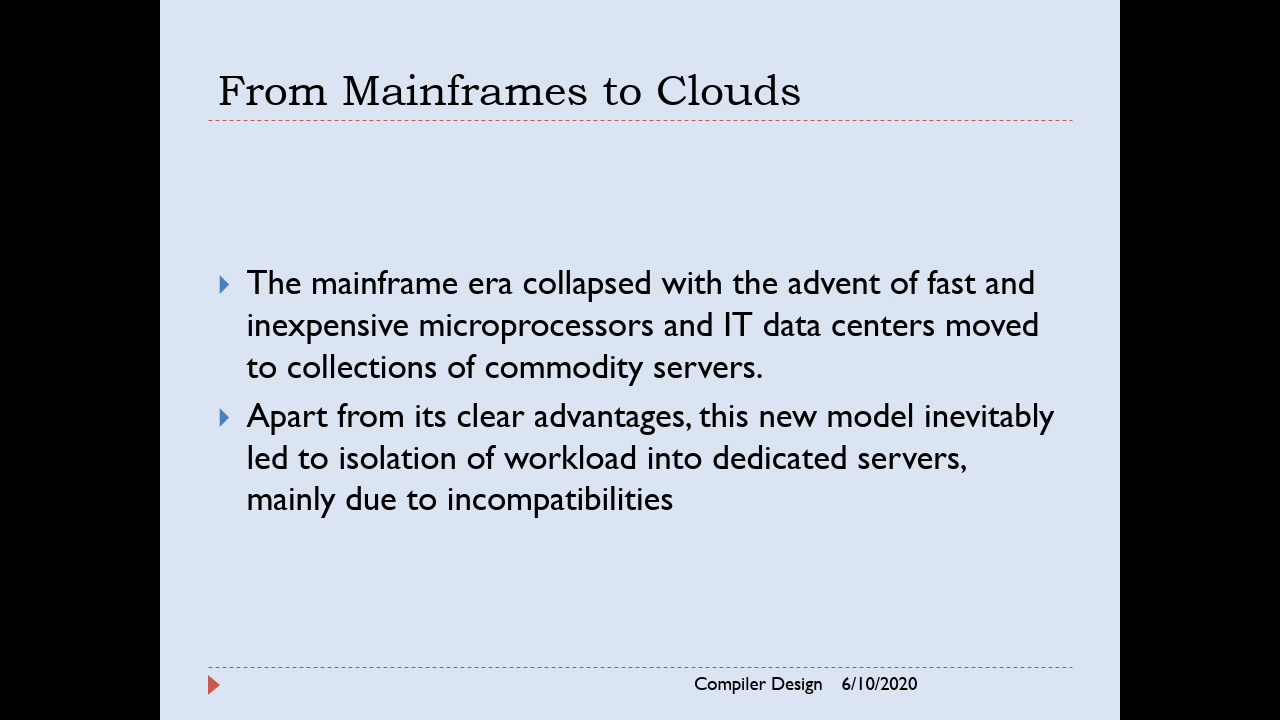 From Mainframes to Clouds
The mainframe era collapsed with the advent of fast and
inexpensive microprocessors and IT data centers moved
to collections of commodity servers.
Apart from its clear advantages, this new model inevitably
led to isolation of workload into dedicated servers,
mainly due to incompatibilities
Compiler Design 6/10/2020